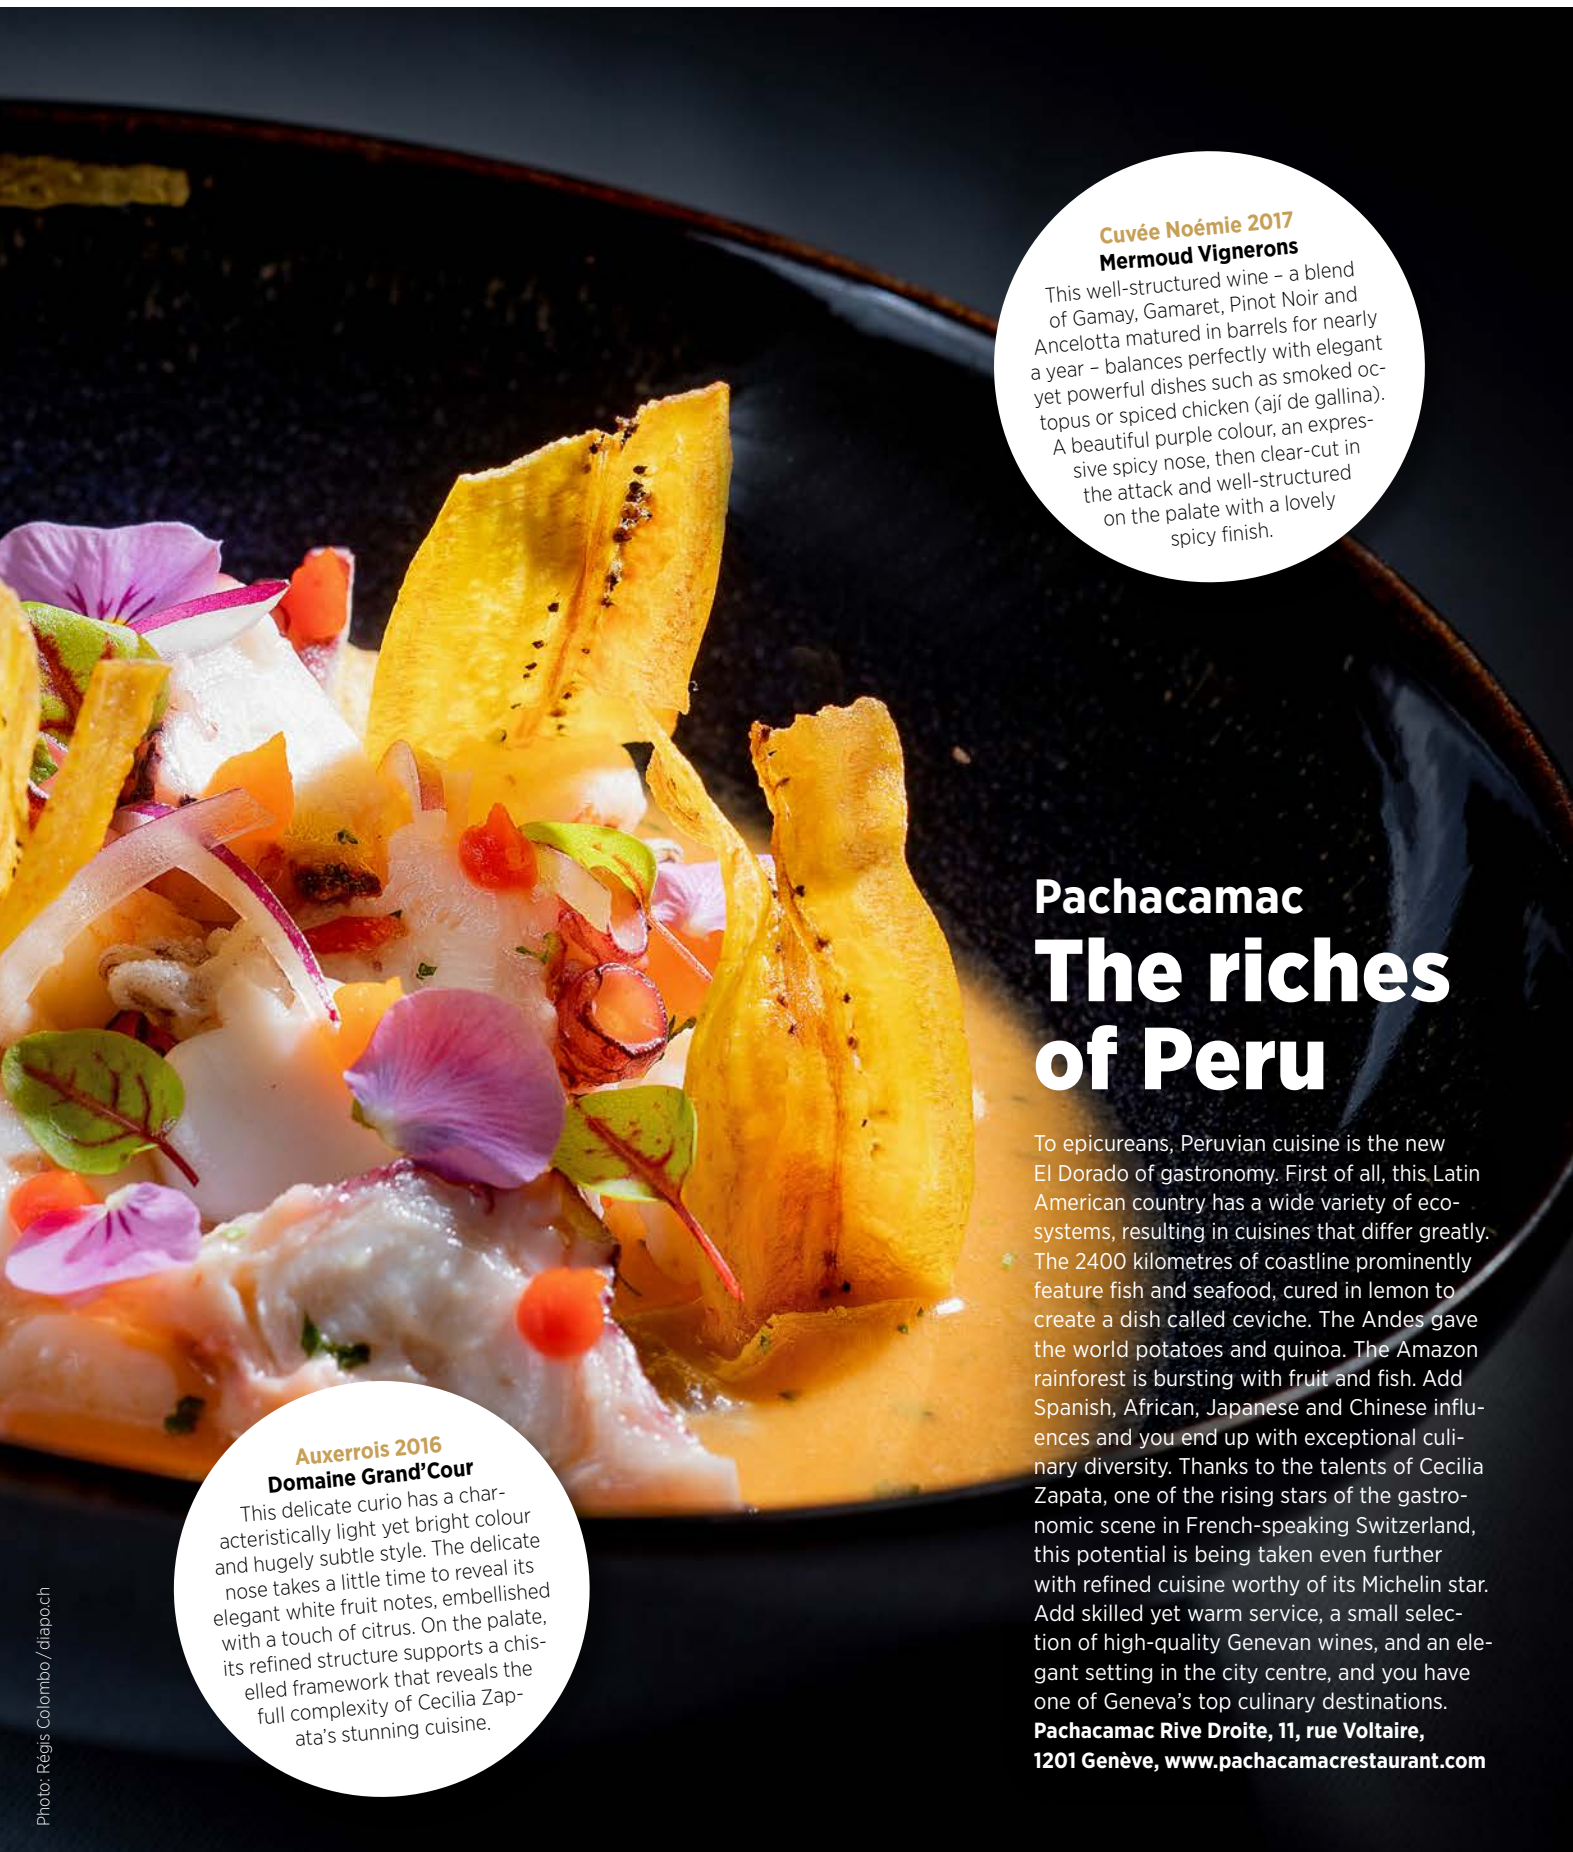 Cuvée Noémie 2017
Mermoud Vignerons
This well-structured wine – a blend
of Gamay, Gamaret, Pinot Noir and
Ancelotta matured in barrels for nearly
a year – balances perfectly with elegant
yet powerful dishes such as smoked oc-
topus or spiced chicken (ají de gallina).
A beautiful purple colour, an expres-
sive spicy nose, then clear-cut in
the attack and well-structured
on the palate with a lovely
spicy finish.
Pachacamac
The riches
of Peru
To epicureans, Peruvian cuisine is the new
El Dorado of gastronomy. First of all, this Latin
American country has a wide variety of eco-
systems, resulting in cuisines that differ greatly.
The 2400 kilometres of coastline prominently
feature fish and seafood, cured in lemon to
create a dish called ceviche. The Andes gave
the world potatoes and quinoa. The Amazon
rainforest is bursting with fruit and fish. Add
Spanish, African, Japanese and Chinese influ-
ences and you end up with exceptional culi-
nary diversity. Thanks to the talents of Cecilia
Zapata, one of the rising stars of the gastro-
nomic scene in French-speaking Switzerland,
this potential is being taken even further
with refined cuisine worthy of its Michelin star.
Add skilled yet warm service, a small selec-
tion of high-quality Genevan wines, and an ele-
gant setting in the city centre, and you have
one of Geneva's top culinary destinations.
Pachacamac Rive Droite, 11, rue Voltaire,
1201 Genève, www.pachacamacrestaurant.com
Auxerrois 2016
Domaine Grand'Cour
This delicate curio has a char-
acteristically light yet bright colour
and hugely subtle style. The delicate
nose takes a little time to reveal its
elegant white fruit notes, embellished
with a touch of citrus. On the palate,
its refined structure supports a chis-
elled framework that reveals the
full complexity of Cecilia Zap-
ata's stunning cuisine.
Photo: Régis Colombo/diapo.ch